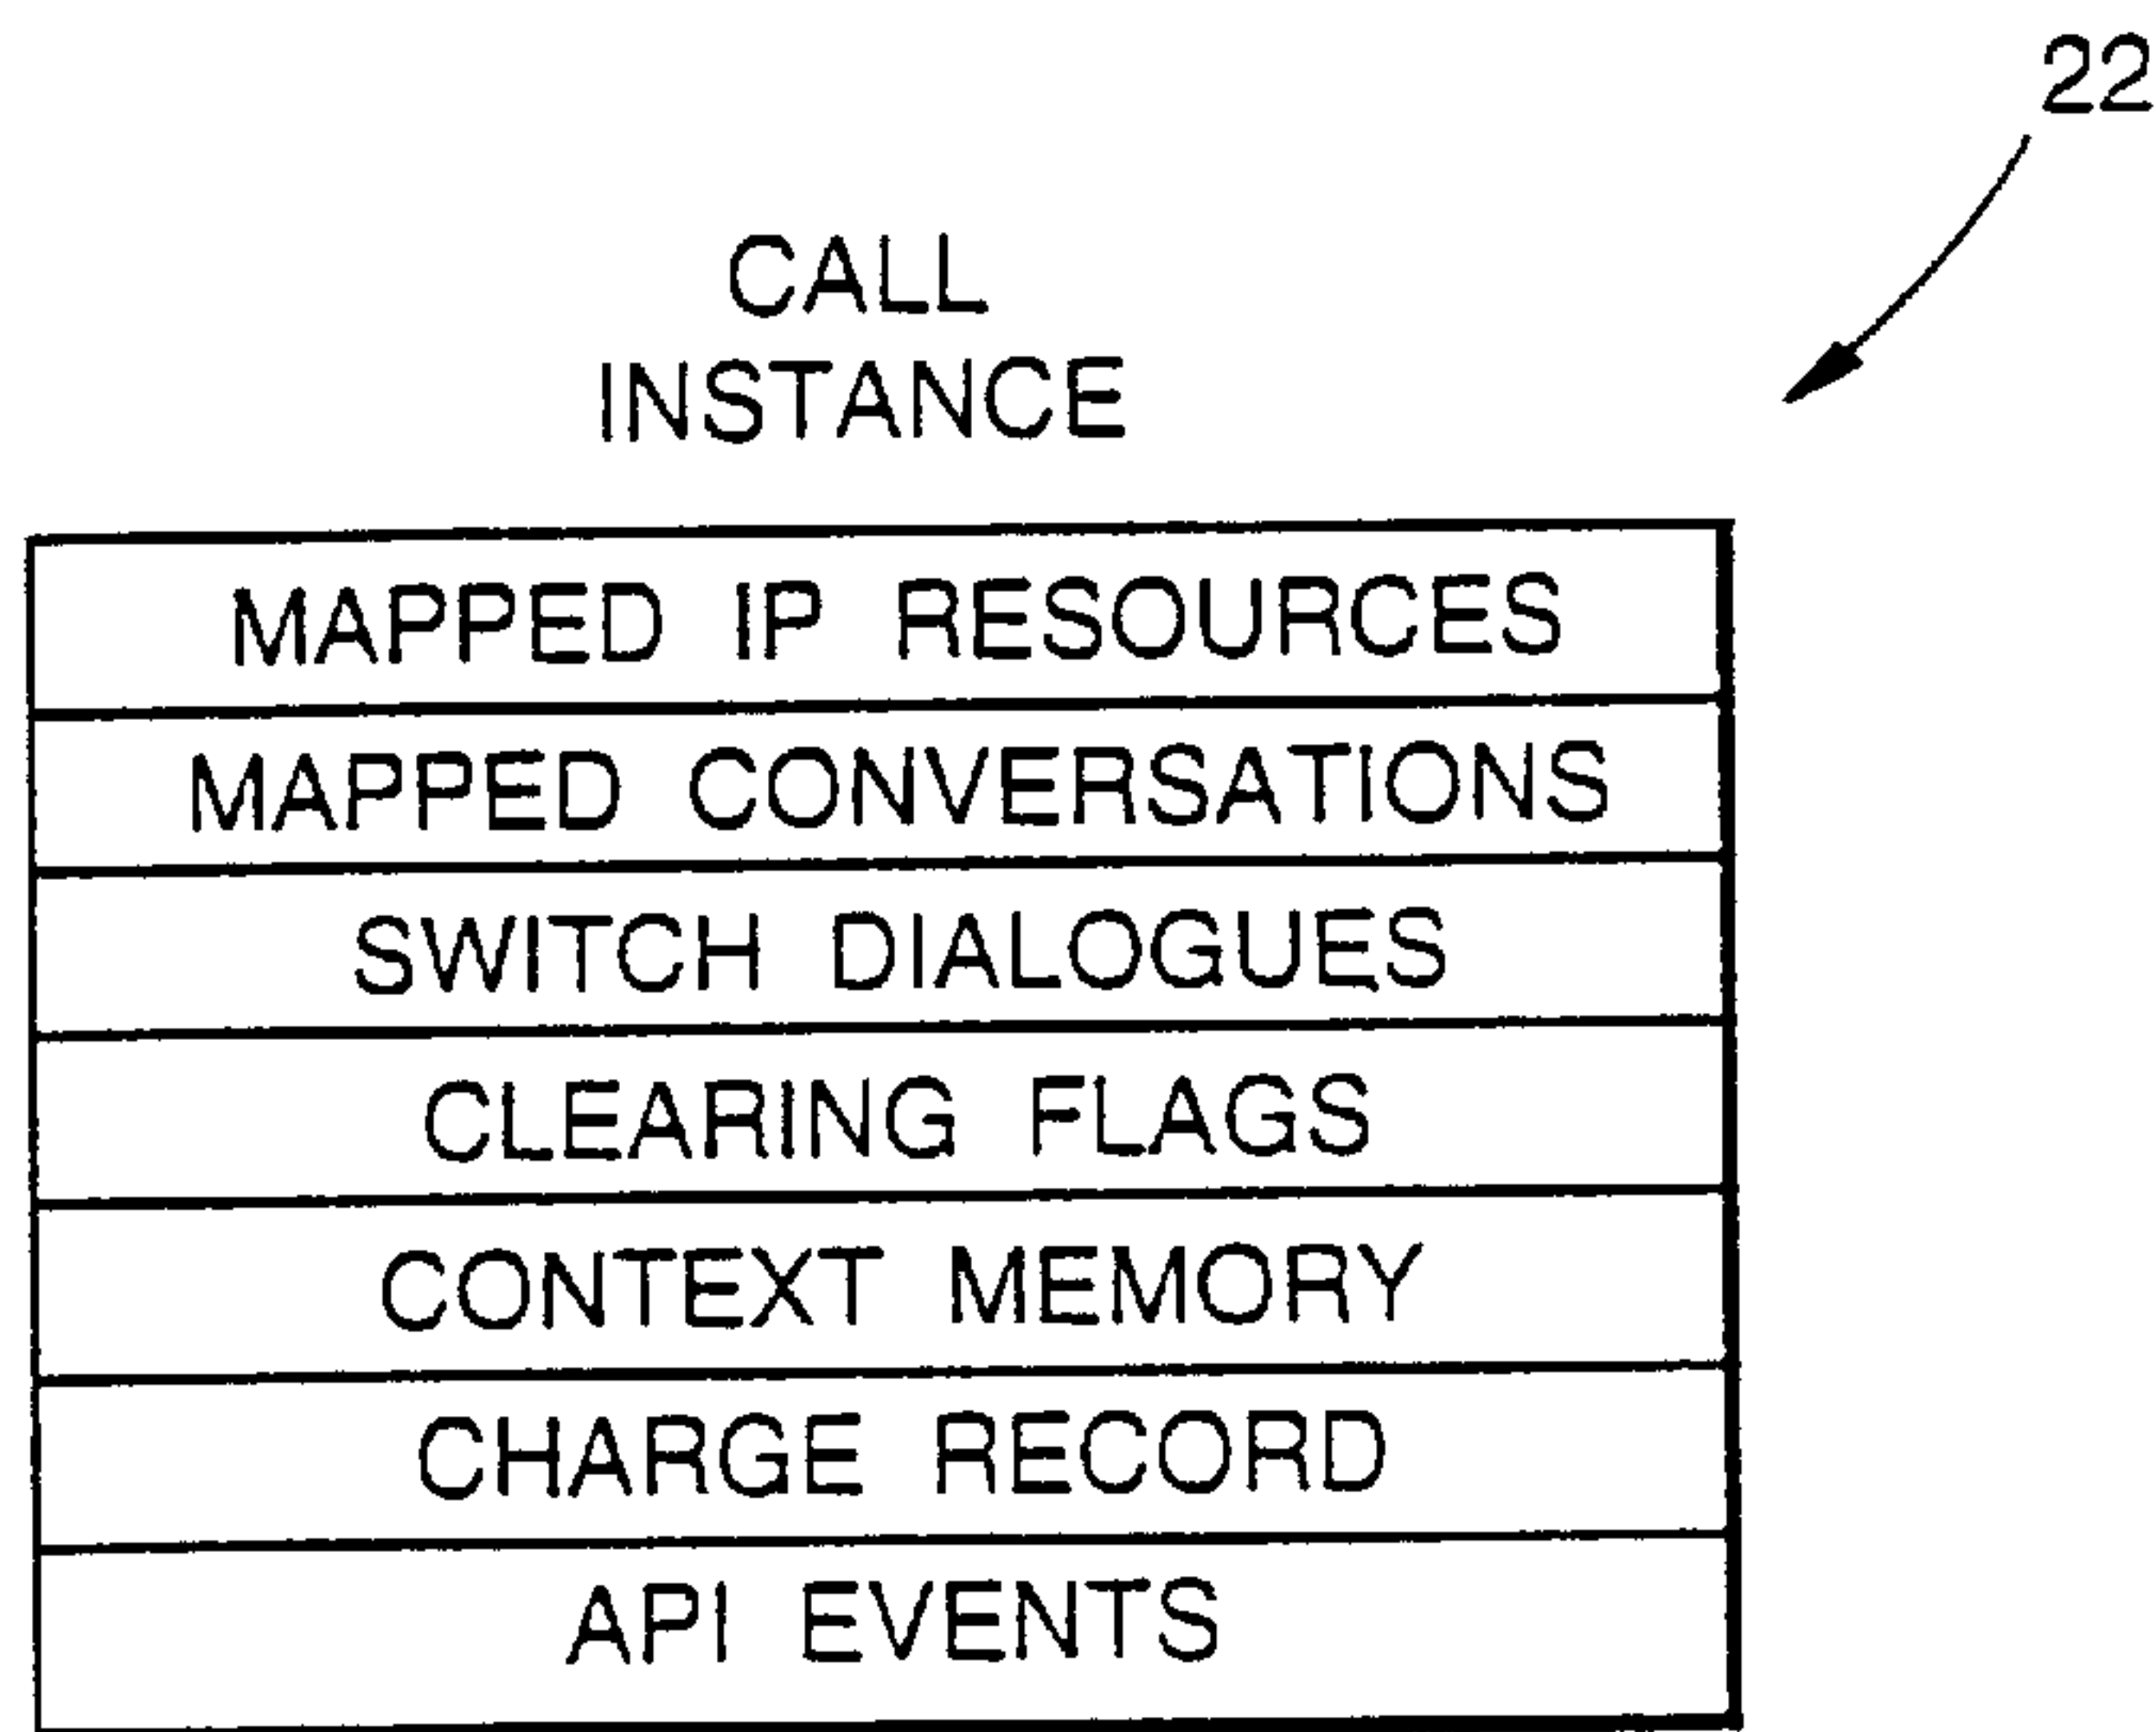 22
CALL
INSTANCE
MAPPED IP RESOURCES
MAPPED CONVERSATIONS
SWITCH DIALOGUES
CLEARING FLAGS
CONTEXT MEMORY
CHARGE RECORD
API EVENTS